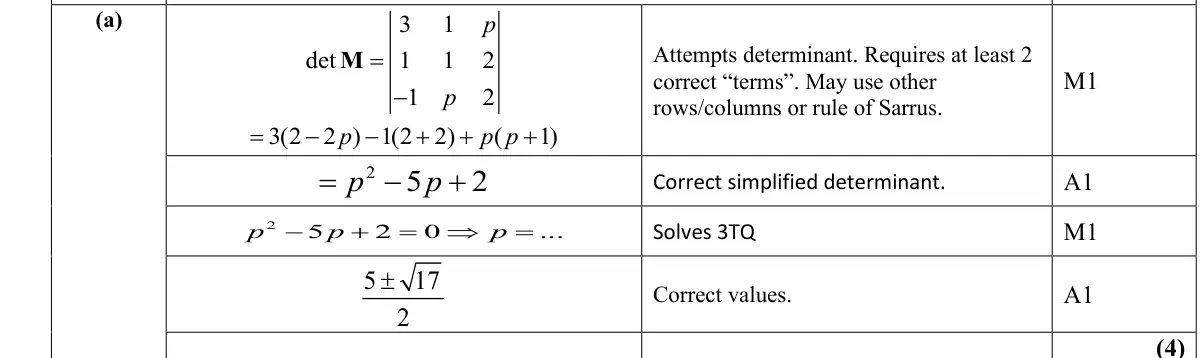 (a)
det M = | 3 1 p |
| 1 1 2 |
| −1 p 2 |
= 3(2 − 2p) − 1(2 + 2) + p(p + 1)
Attempts determinant. Requires at least 2
correct “terms”. May use other
rows/columns or rule of Sarrus.
M1
= p² − 5p + 2
Correct simplified determinant.
A1
p² − 5p + 2 = 0 ⇒ p = ...
Solves 3TQ
M1
(5 ± √17)/2
Correct values.
A1
(4)